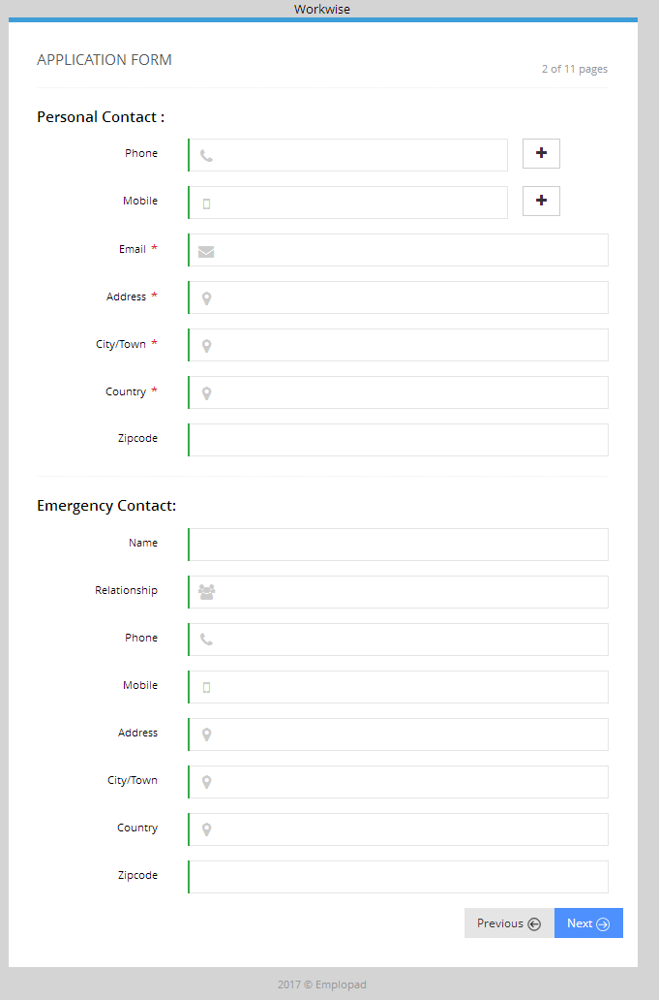 Workwise
APPLICATION FORM
2 of 11 pages
Personal Contact :
Phone
Mobile
Email *
Address *
City/Town *
Country *
Zipcode
Emergency Contact:
Name
Relationship
Phone
Mobile
Address
City/Town
Country
Zipcode
Previous Next
2017 © Emplopad